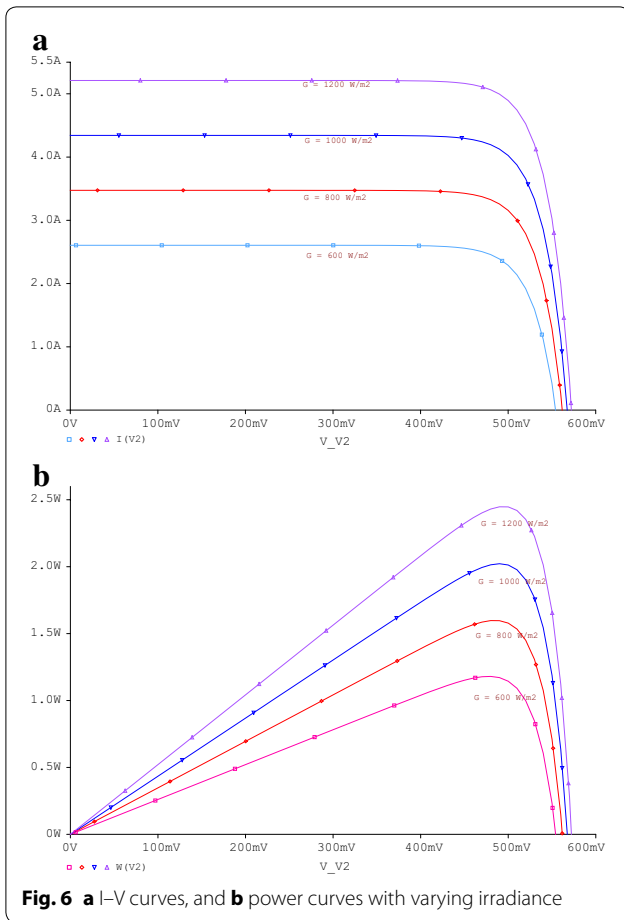 a
5.5A
5.0A
G = 1200 W/m2
4.0A
G = 1000 W/m2
3.0A
G = 800 W/m2
2.0A
G = 600 W/m2
1.0A
0A
0V 100mV 200mV 300mV 400mV 500mV 600mV
I(V2) V_V2
b
2.5W
G = 1200 W/m2
2.0W
G = 1000 W/m2
1.5W
G = 800 W/m2
1.0W
G = 600 W/m2
0.5W
0W
0V 100mV 200mV 300mV 400mV 500mV 600mV
W(V2) V_V2
Fig. 6 a I–V curves, and b power curves with varying irradiance